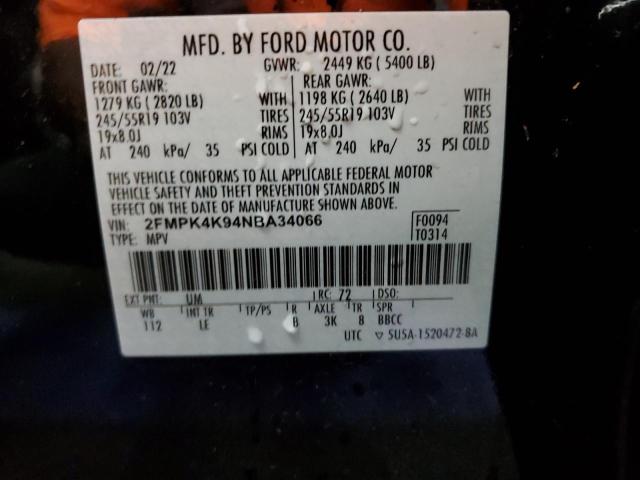 MFD. BY FORD MOTOR CO.
DATE: 02/22 GVWR: 2449 KG ( 5400 LB)
FRONT GAWR: REAR GAWR:
1279 KG ( 2820 LB) WITH 1198 KG ( 2640 LB) WITH
245/55R19 103V TIRES 245/55R19 103V TIRES
19x8.0J RIMS 19x8.0J RIMS
AT 240 kPa/ 35 PSI COLD AT 240 kPa/ 35 PSI COLD
THIS VEHICLE CONFORMS TO ALL APPLICABLE FEDERAL MOTOR
VEHICLE SAFETY AND THEFT PREVENTION STANDARDS IN
EFFECT ON THE DATE OF MANUFACTURE SHOWN ABOVE.
VIN: 2FMPK4K94NBA34066 F0094
TYPE: MPV T0314
EXT PNT: UM RC: 72 DSO:
WB INT TR TP/PS R AXLE TR SPR
112 LE B 3K 8 BBCC
UTC ▽ 5U5A-1520472-BA